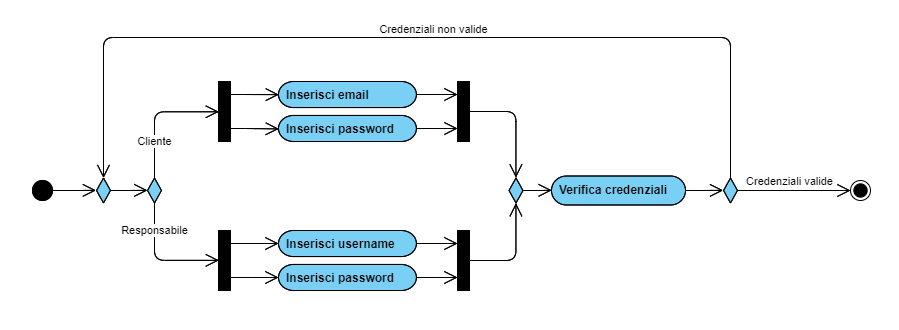 Credenziali non valide
Inserisci email
Inserisci password
Cliente
Verifica credenziali
Credenziali valide
Responsabile
Inserisci username
Inserisci password